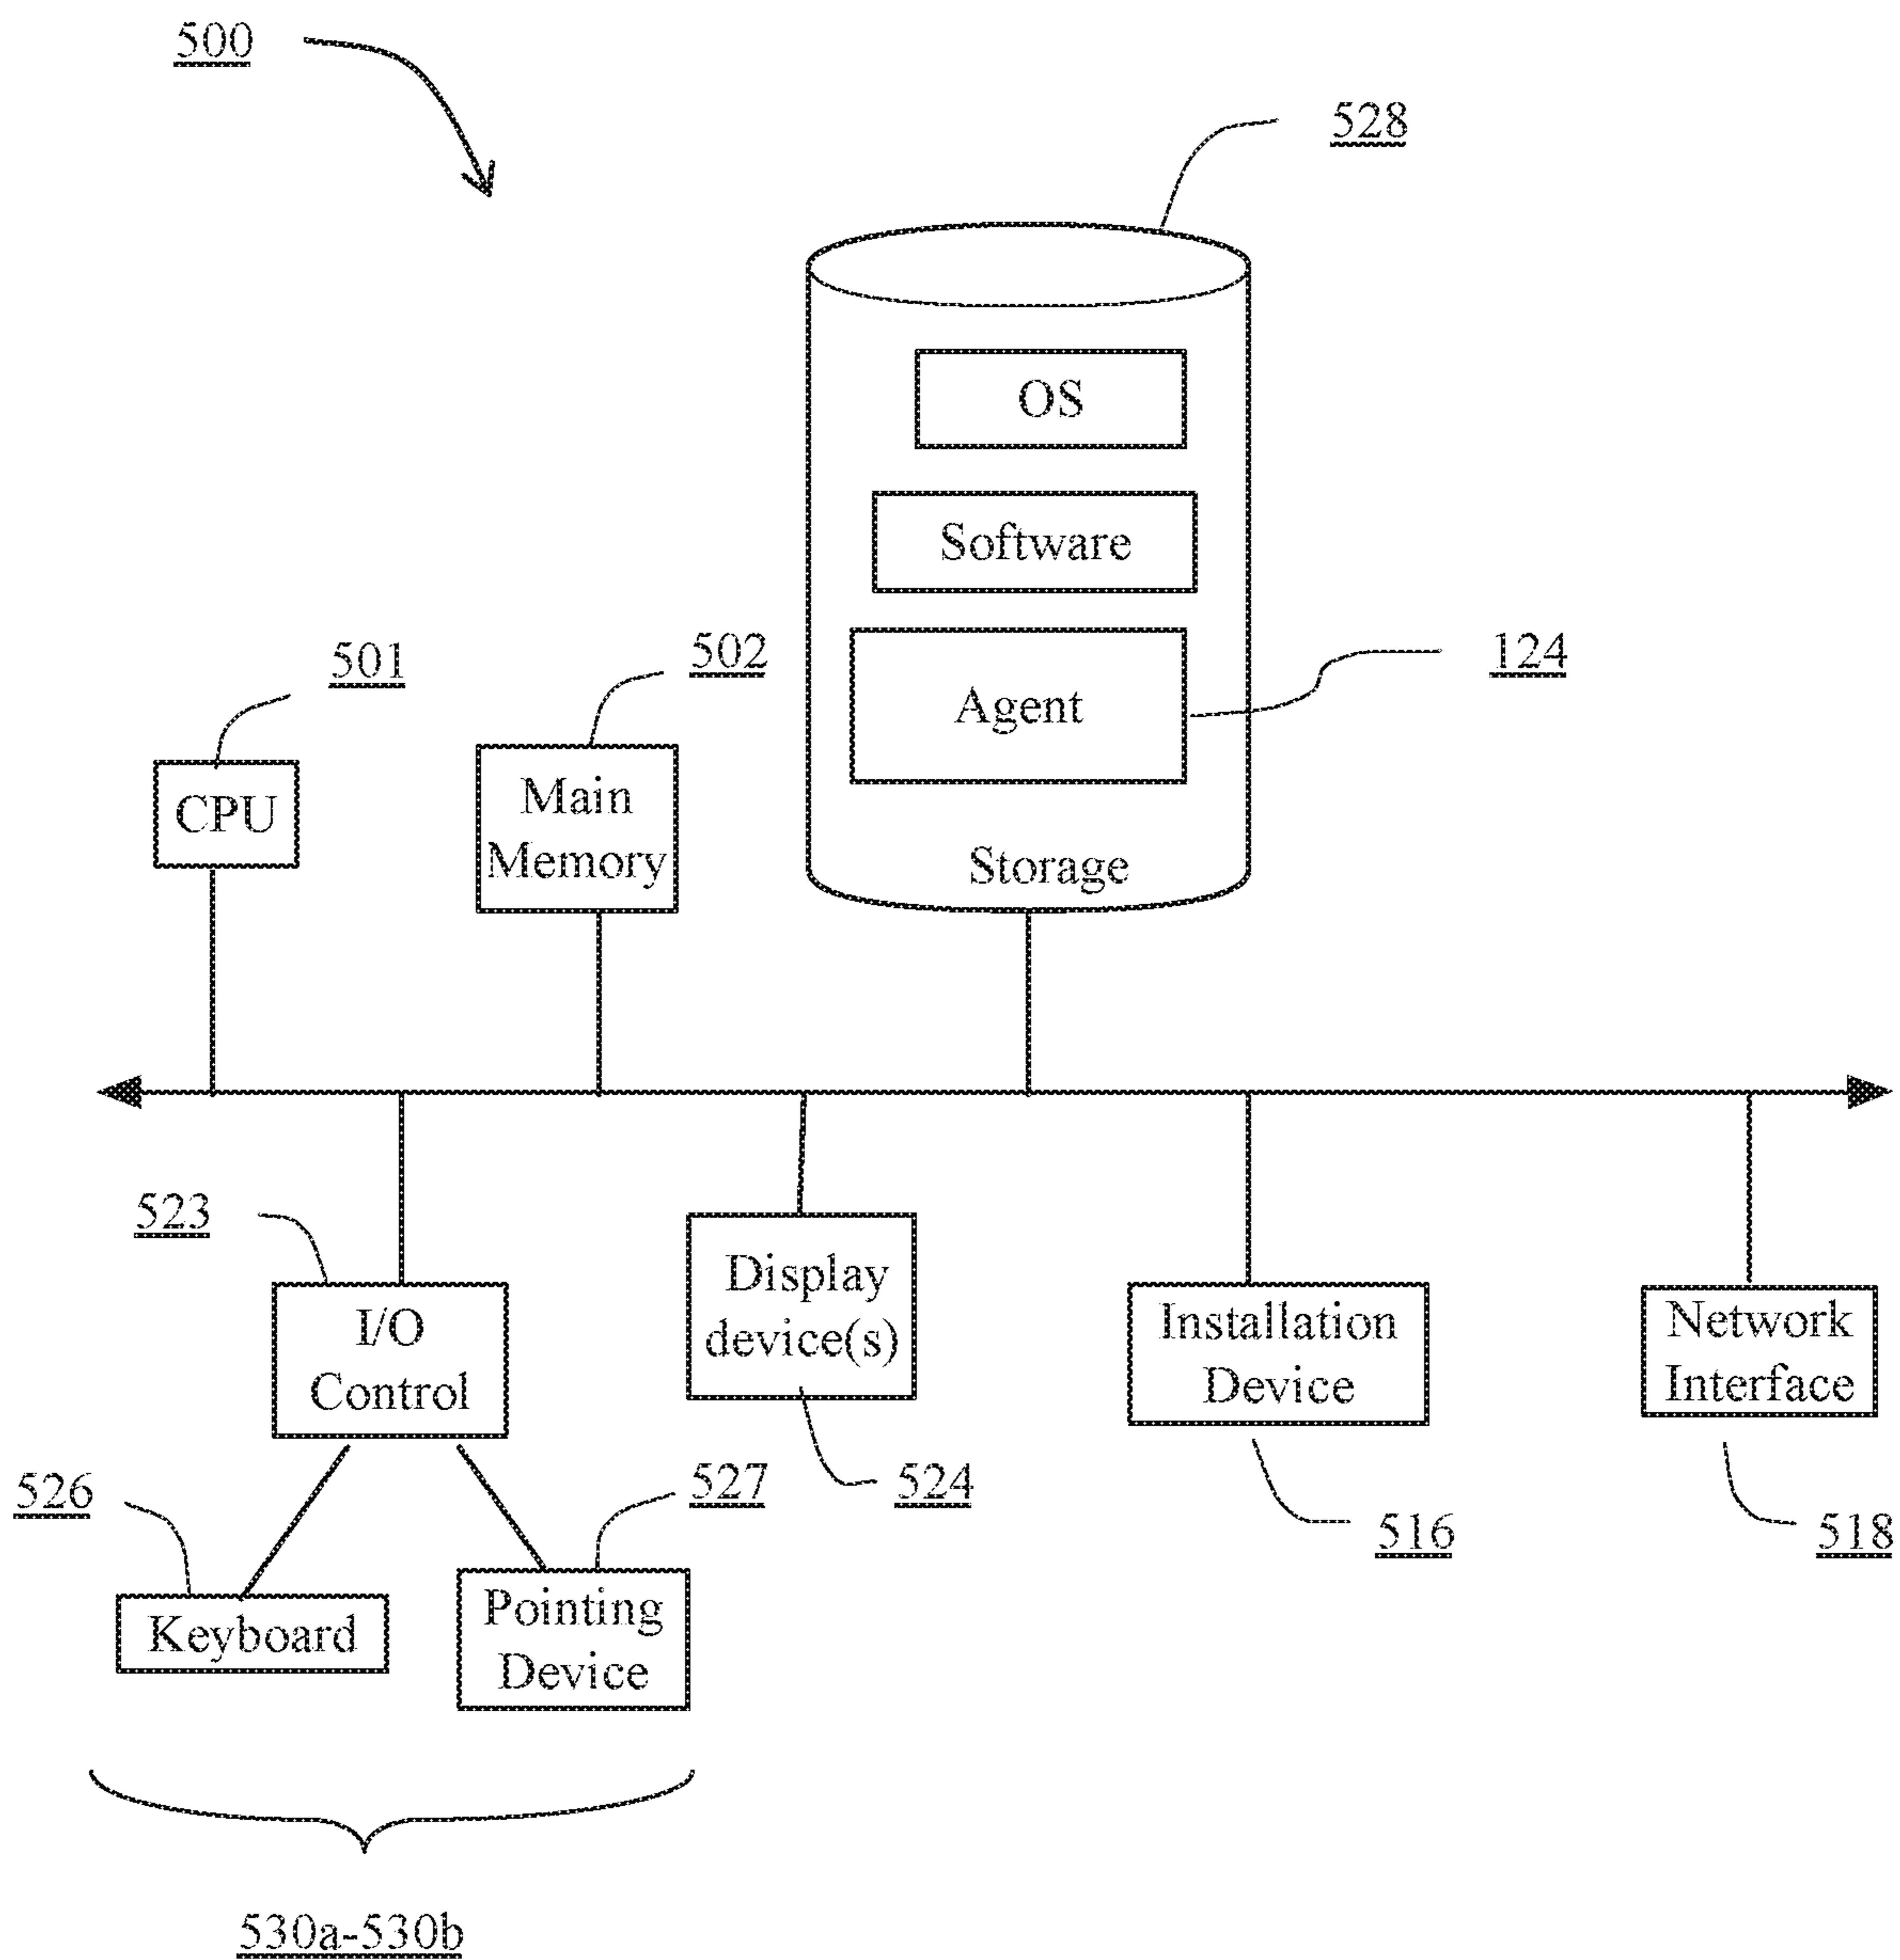 500
528
OS
Software
Agent
124
Storage
501
CPU
502
Main
Memory
523
I/O
Control
Display
device(s)
524
Installation
Device
516
Network
Interface
518
526
Keyboard
527
Pointing
Device
530a-530b